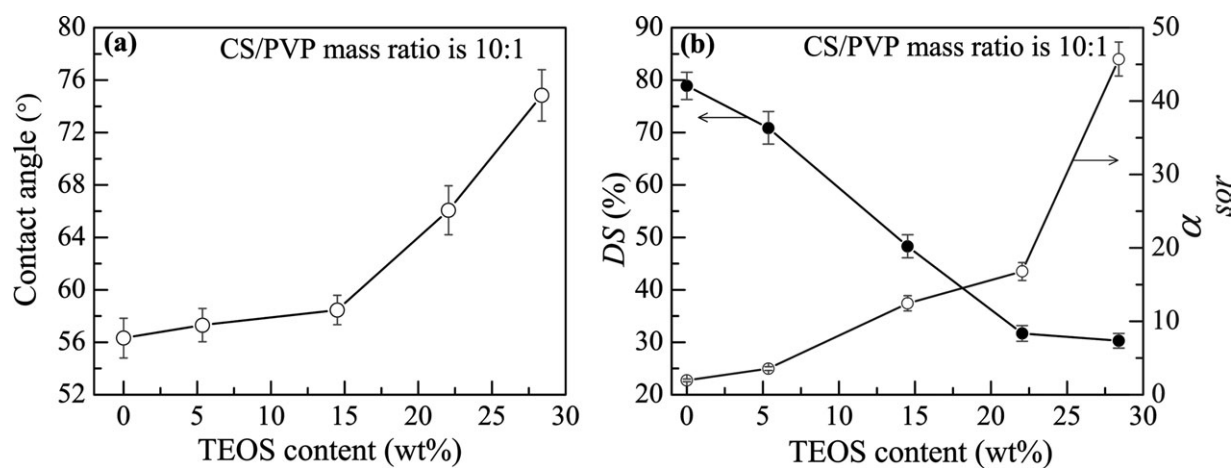 (a)
CS/PVP mass ratio is 10:1
Contact angle (°)
80
76
72
68
64
60
56
52
0 5 10 15 20 25 30
TEOS content (wt%)
(b)
CS/PVP mass ratio is 10:1
DS (%)
90
80
70
60
50
40
30
20
50
40
30
20
10
0
α sor
0 5 10 15 20 25 30
TEOS content (wt%)